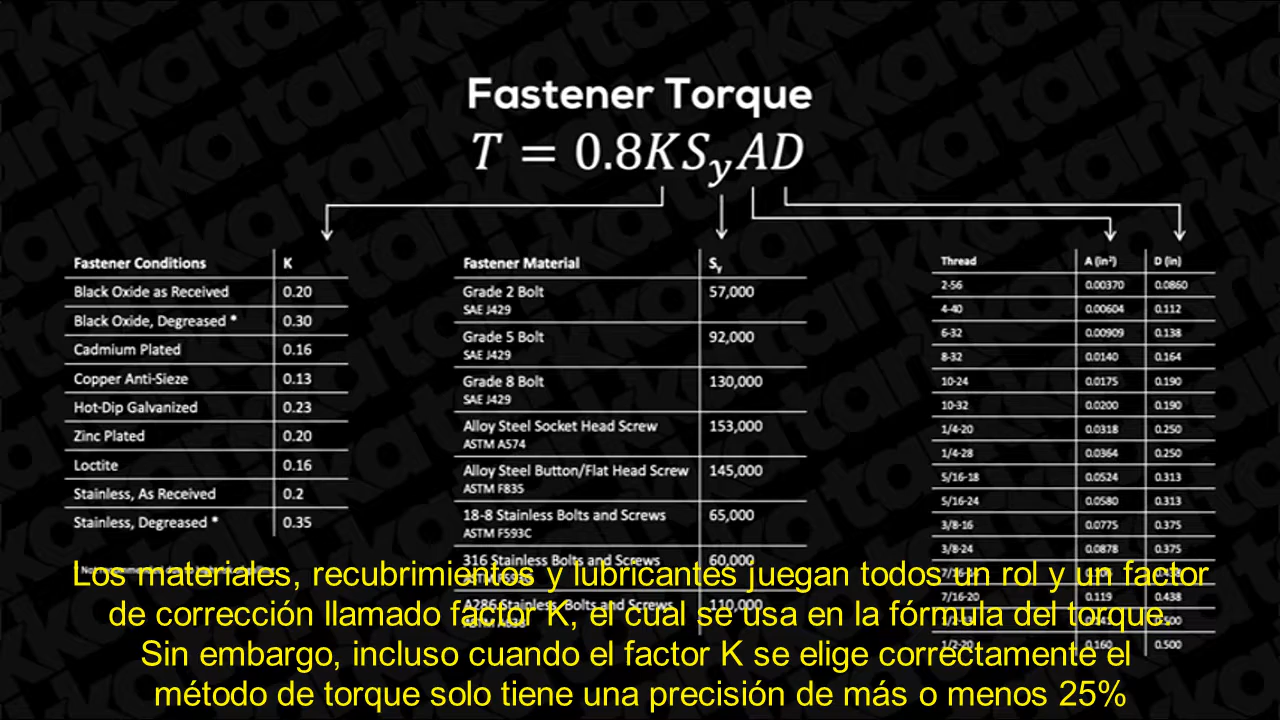 Fastener Torque
T = 0.8KS_yAD
Fastener Conditions K
Black Oxide as Received 0.20
Black Oxide, Degreased * 0.30
Cadmium Plated 0.16
Copper Anti-Sieze 0.13
Hot-Dip Galvanized 0.23
Zinc Plated 0.20
Loctite 0.16
Stainless, As Received 0.2
Stainless, Degreased * 0.35
Fastener Material S_y
Grade 2 Bolt 57,000
SAE J429
Grade 5 Bolt 92,000
SAE J429
Grade 8 Bolt 130,000
SAE J429
Alloy Steel Socket Head Screw 153,000
ASTM A574
Alloy Steel Button/Flat Head Screw 145,000
ASTM F835
18-8 Stainless Bolts and Screws 65,000
ASTM F593C
316 Stainless Bolts and Screws 60,000
A286 Stainless, Bolts and Screws 110,000
Thread A (in²) D (in)
2-56 0.00370 0.0860
4-40 0.00604 0.112
6-32 0.00909 0.138
8-32 0.0140 0.164
10-24 0.0175 0.190
10-32 0.0200 0.190
1/4-20 0.0318 0.250
1/4-28 0.0364 0.250
5/16-18 0.0524 0.313
5/16-24 0.0580 0.313
3/8-16 0.0775 0.375
3/8-24 0.0878 0.375
7/16-20 0.119 0.438
1/2-20 0.160 0.500
Los materiales, recubrimientos y lubricantes juegan todos un rol y un factor
de corrección llamado factor K, el cual se usa en la fórmula del torque.
Sin embargo, incluso cuando el factor K se elige correctamente el
método de torque solo tiene una precisión de más o menos 25%